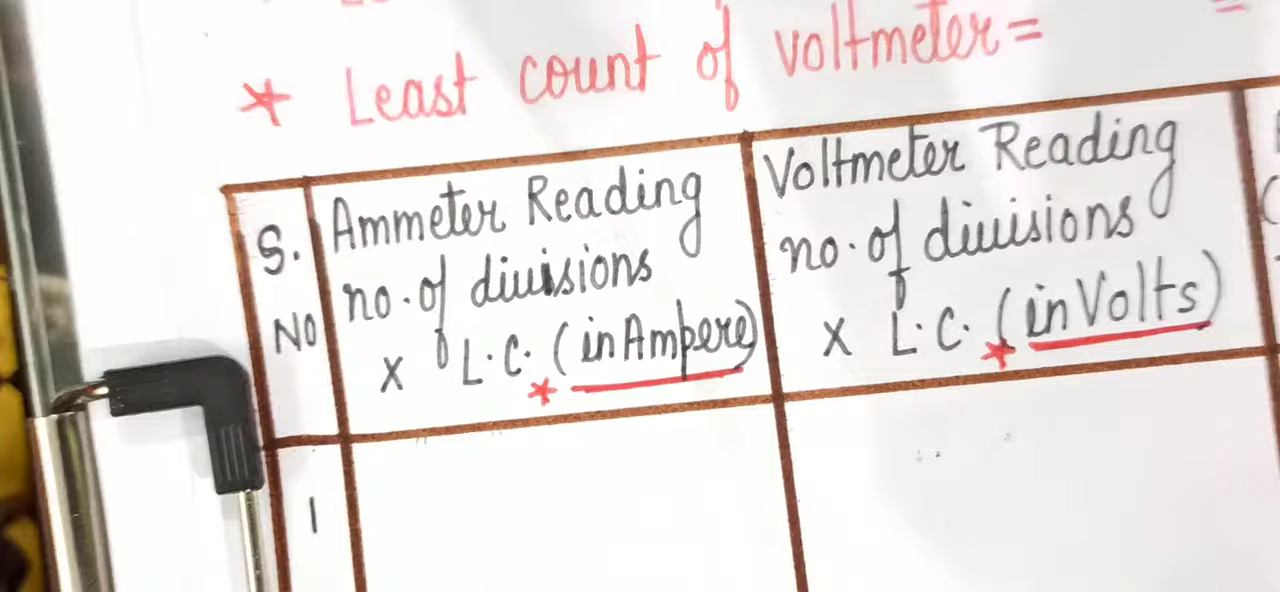 * Least count of voltmeter =
S. No
Ammeter Reading
no. of divisions
x L.C. (in Ampere)
*
Voltmeter Reading
no. of divisions
x L.C. (in Volts)
*
1